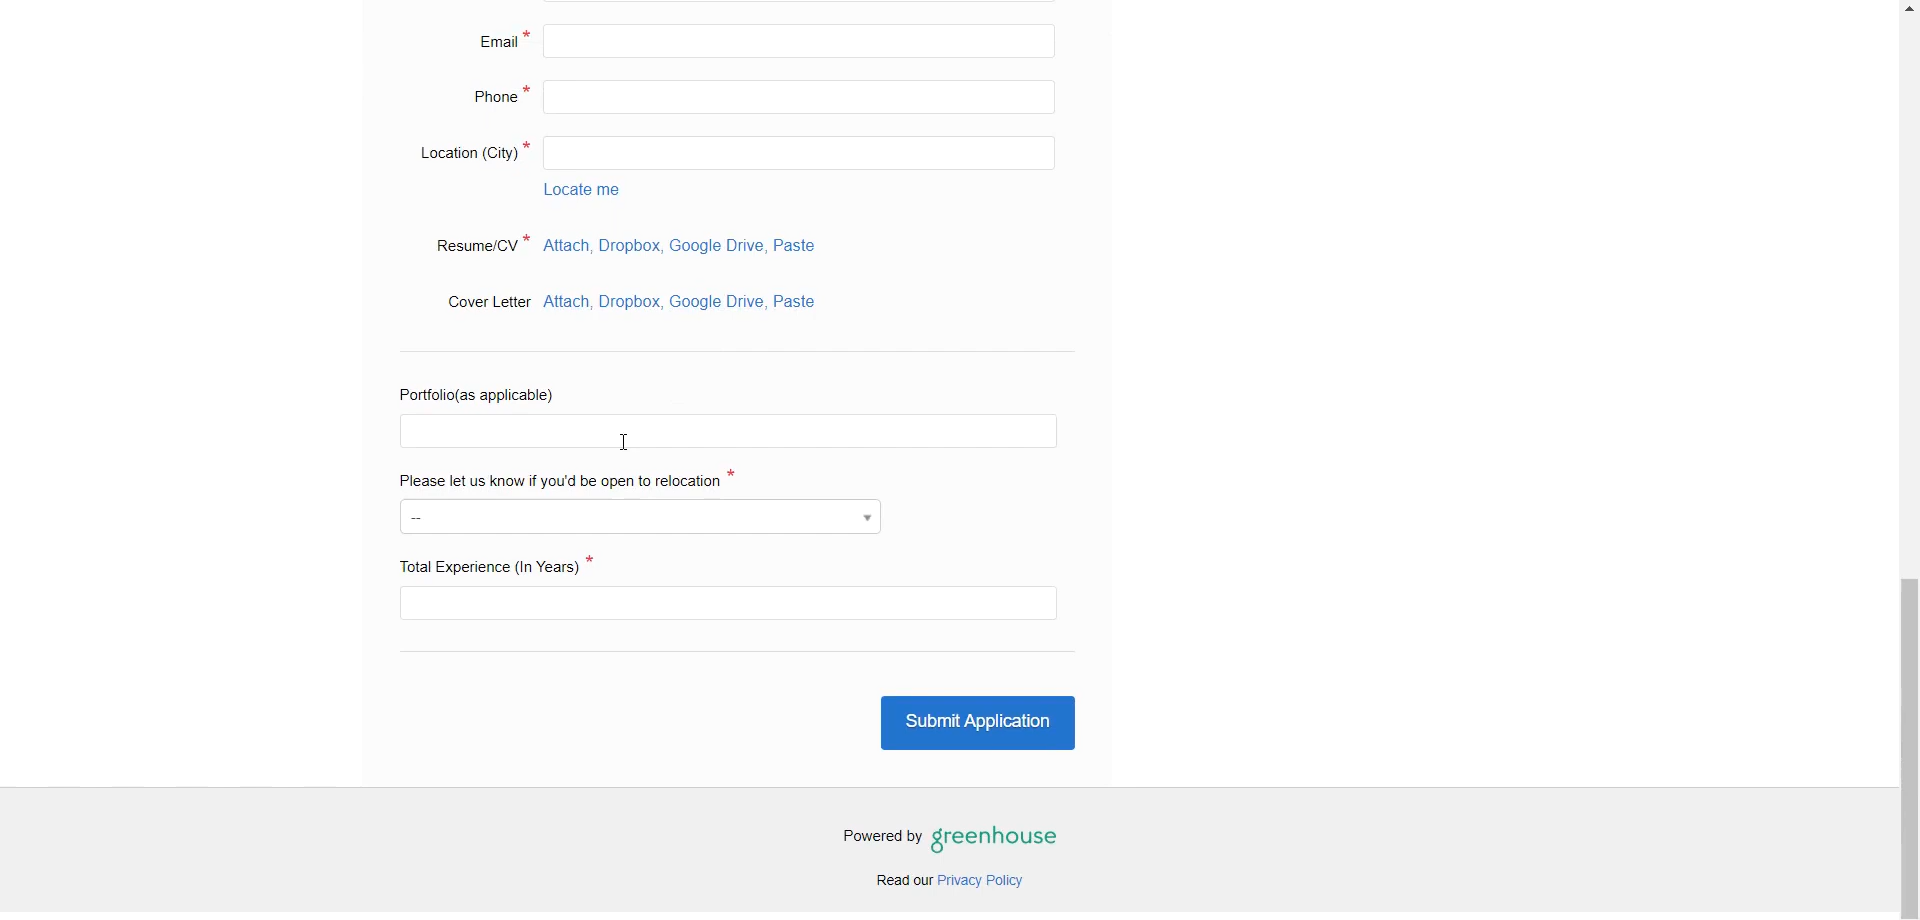 Email *
Phone *
Location (City) *
Locate me
Resume/CV * Attach, Dropbox, Google Drive, Paste
Cover Letter Attach, Dropbox, Google Drive, Paste
Portfolio(as applicable)
Please let us know if you'd be open to relocation *
--
Total Experience (In Years) *
Submit Application
Powered by greenhouse
Read our Privacy Policy